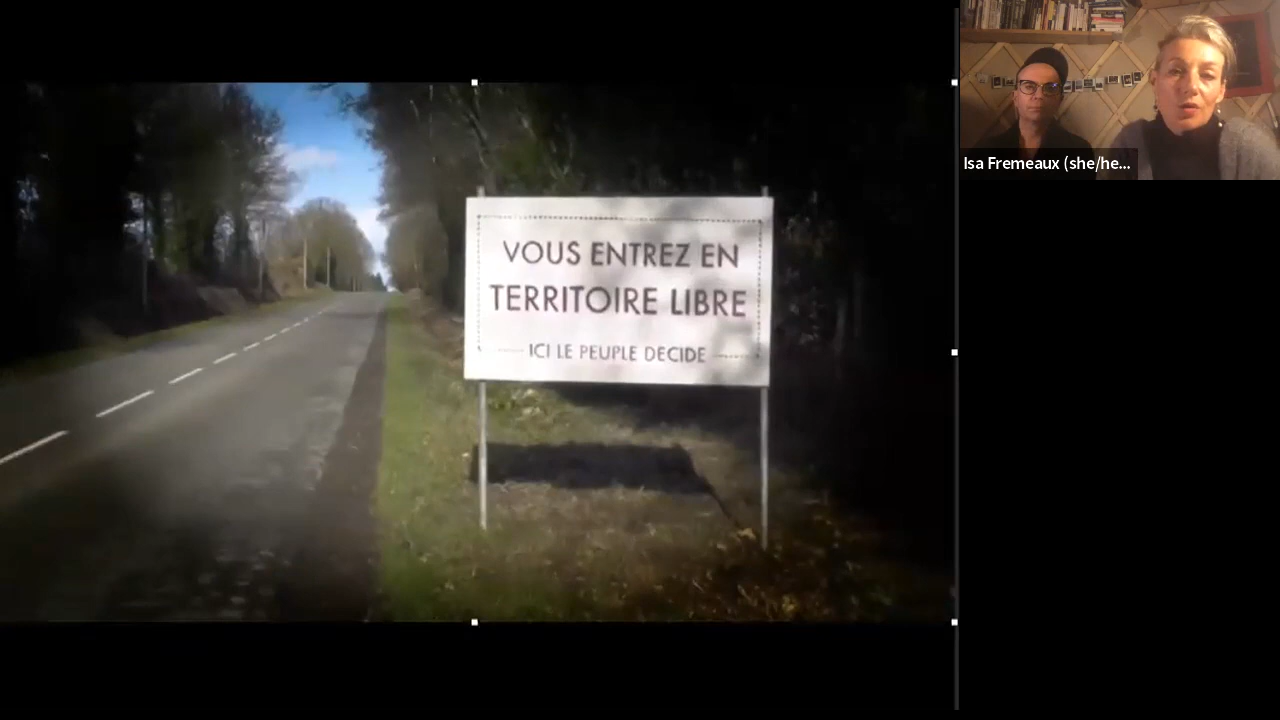 VOUS ENTREZ EN
TERRITOIRE LIBRE
ICI LE PEUPLE DECIDE
Isa Fremeaux (she/he...